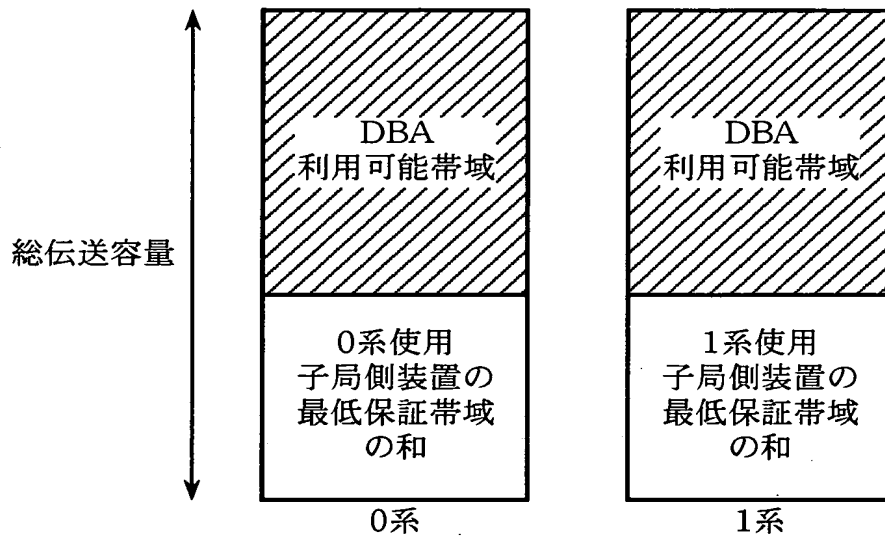 DBA
利用可能帯域
DBA
利用可能帯域
総伝送容量
0系使用
子局側装置の
最低保証帯域
の和
1系使用
子局側装置の
最低保証帯域
の和
0系
1系